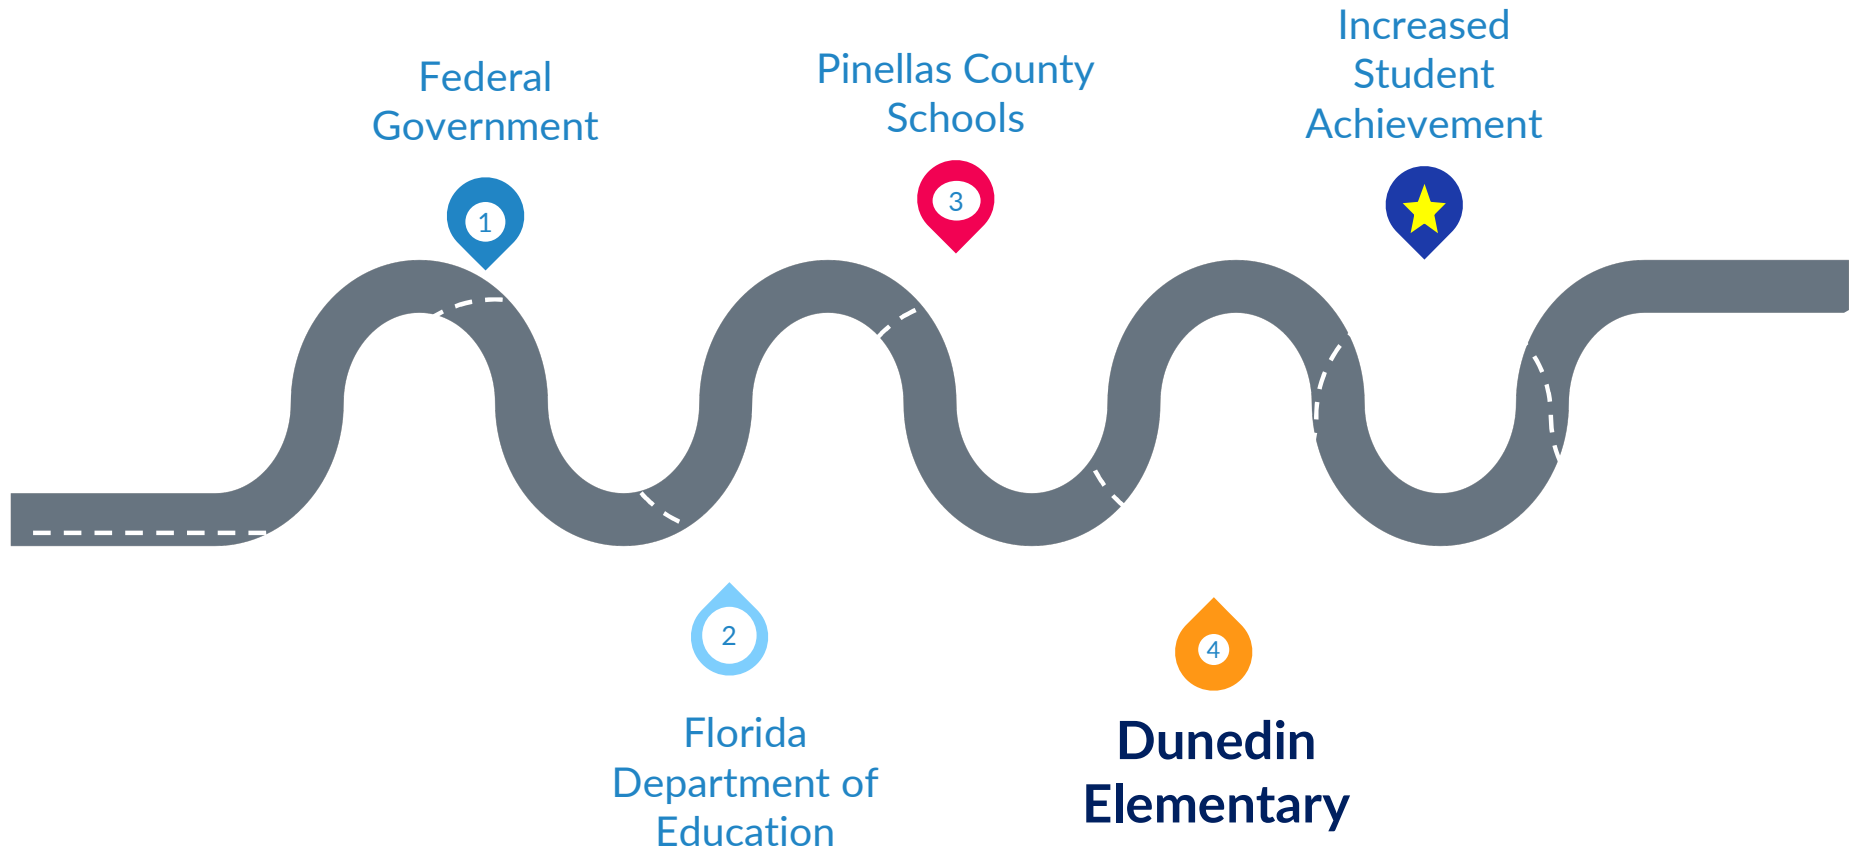 Federal
Government
1
Florida
Department of
Education
2
Pinellas County
Schools
3
Dunedin
Elementary
4
Increased
Student
Achievement